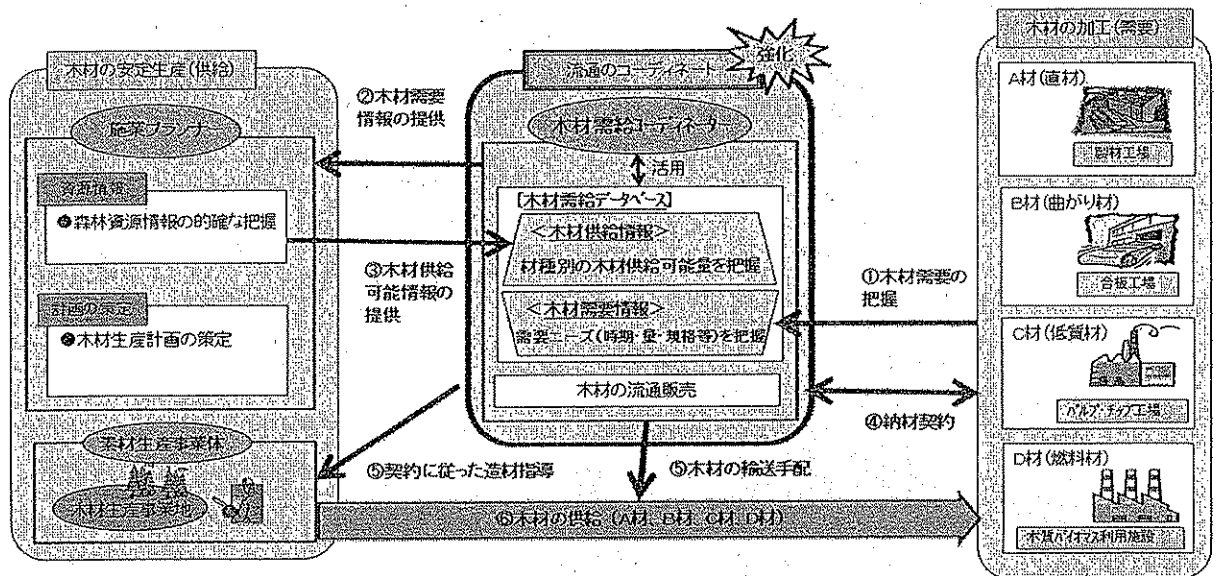 木材の安定生産(供給)
施業プランナー
資源情報
❶森林資源情報の的確な把握
計画の策定
❷木材生産計画の策定
素材生産事業体
木材生産事業地
②木材需要
情報の提供
③木材供給
可能情報の
提供
⑤契約に従った造材指導
強化
流通のコーディネート
木材需給コーディネーター
活用
[木材需給データベース]
<木材供給情報>
材種別の木材供給可能量を把握
<木材需要情報>
需要ニーズ(時期・量・規格等)を把握
木材の流通販売
⑤木材の輸送手配
⑥木材の供給(A材、B材、C材、D材)
①木材需要の
把握
④納材契約
木材の加工(需要)
A材(直材)
製材工場
B材(曲がり材)
合板工場
C材(低質材)
パルプ・チップ工場
D材(燃料材)
木質バイオマス利用施設